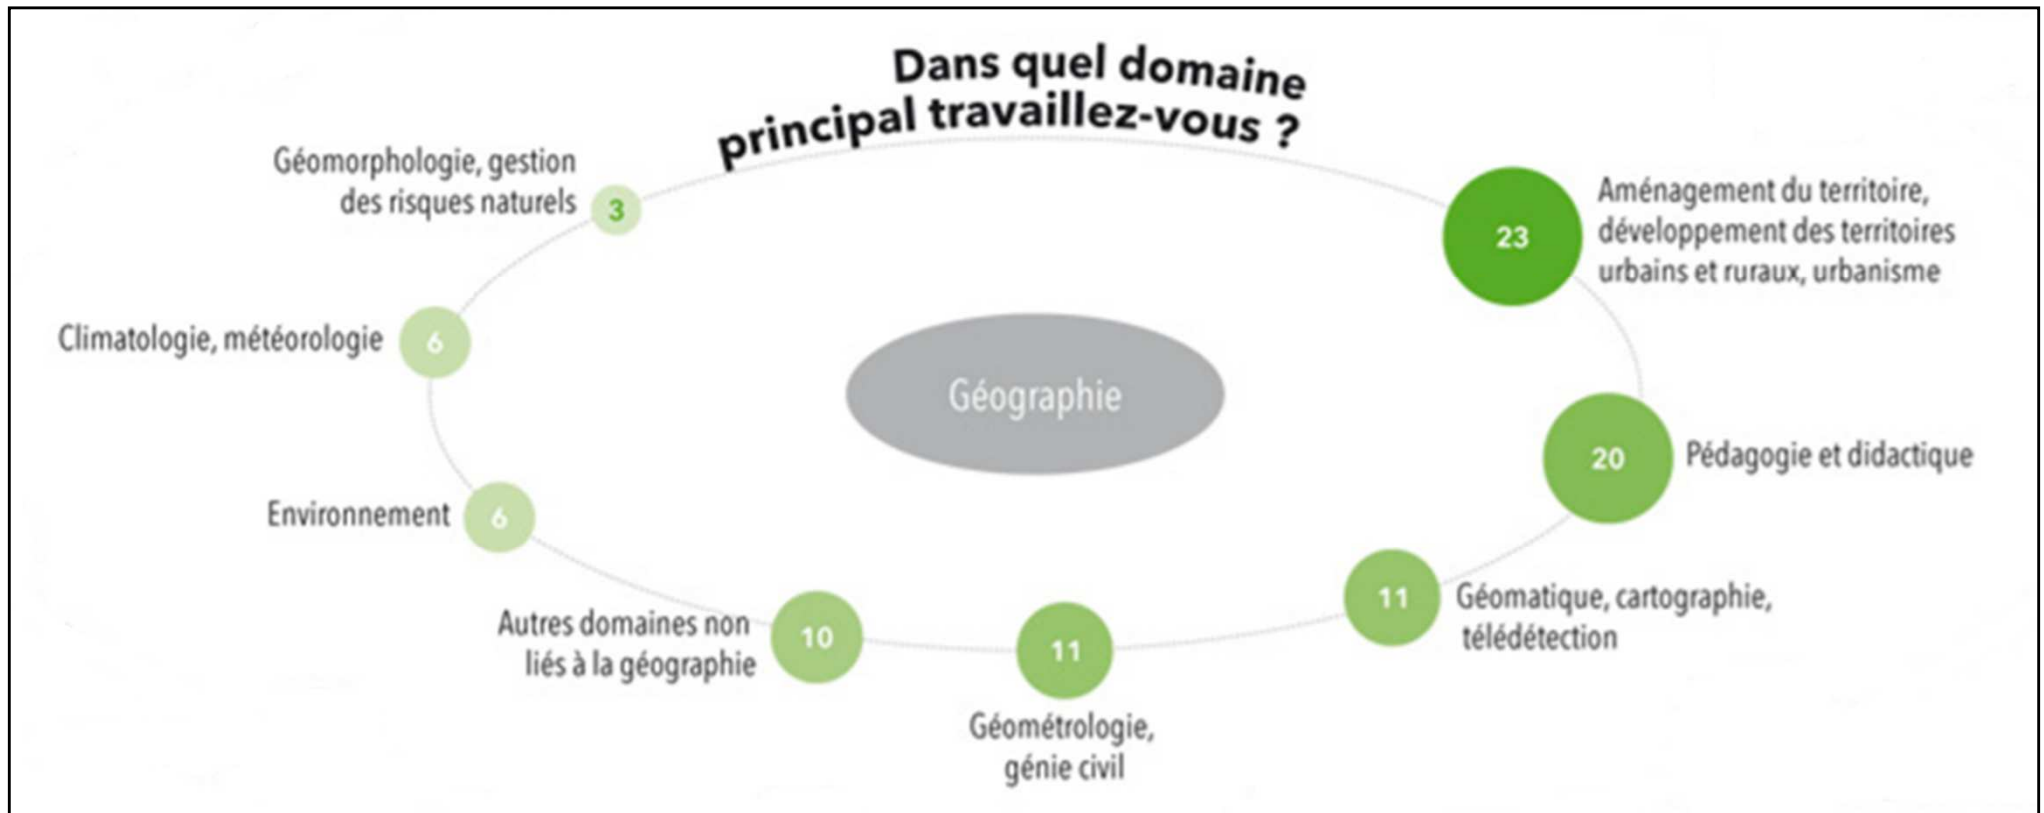 Dans quel domaine
principal travaillez-vous ?
Géomorphologie, gestion
des risques naturels
3
23
Aménagement du territoire,
développement des territoires
urbains et ruraux, urbanisme
Climatologie, météorologie
6
Géographie
20
Pédagogie et didactique
Environnement
6
11
Géomatique, cartographie,
télédétection
Autres domaines non
liés à la géographie
10
11
Géométrologie,
génie civil